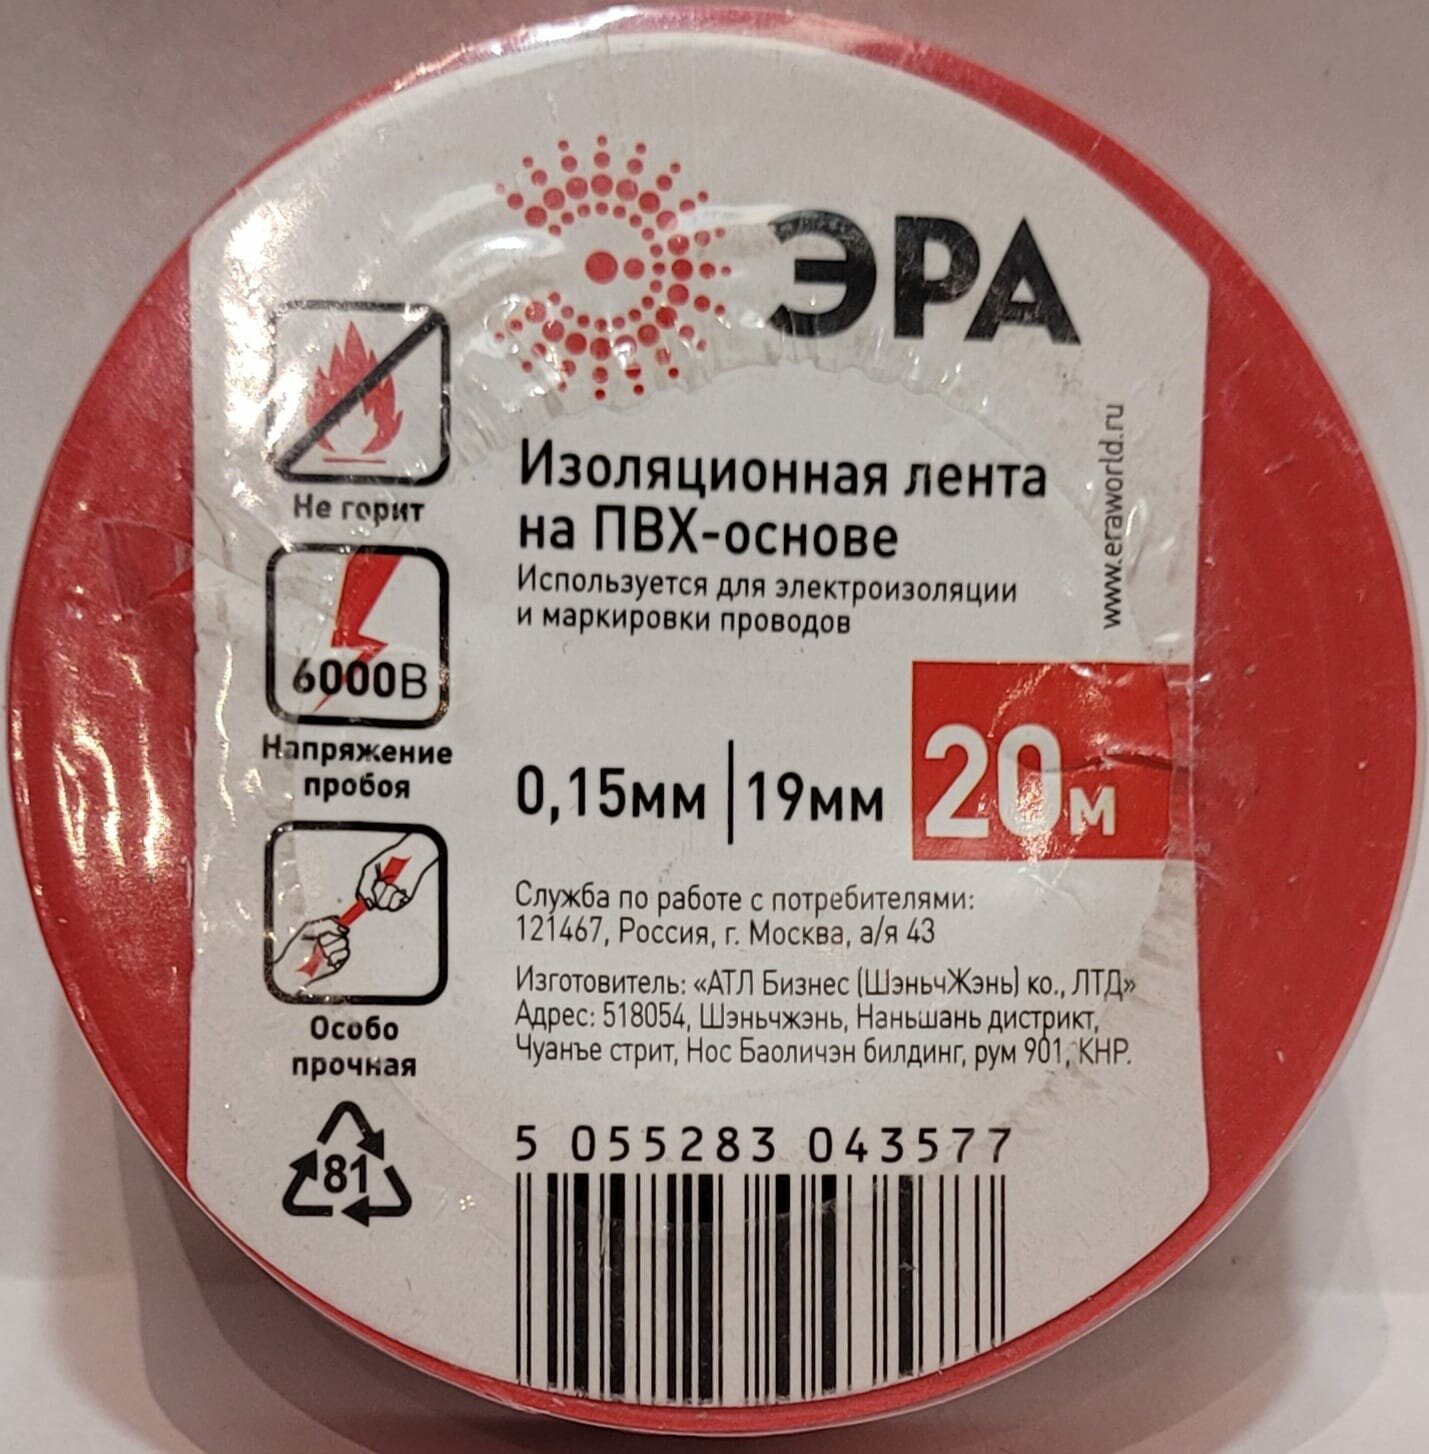 ЭРА
www.eraworld.ru
Не горит
6000В
Напряжение
пробоя
Особо
прочная
81
Изоляционная лента
на ПВХ-основе
Используется для электроизоляции
и маркировки проводов
0,15мм | 19мм
20м
Служба по работе с потребителями:
121467, Россия, г. Москва, а/я 43
Изготовитель: «АТЛ Бизнес (ШэньчЖэнь) ко., ЛТД»
Адрес: 518054, Шэньчжэнь, Наньшань дистрикт,
Чуанъе стрит, Нос Баоличэн билдинг, рум 901, КНР.
5 055283 043577